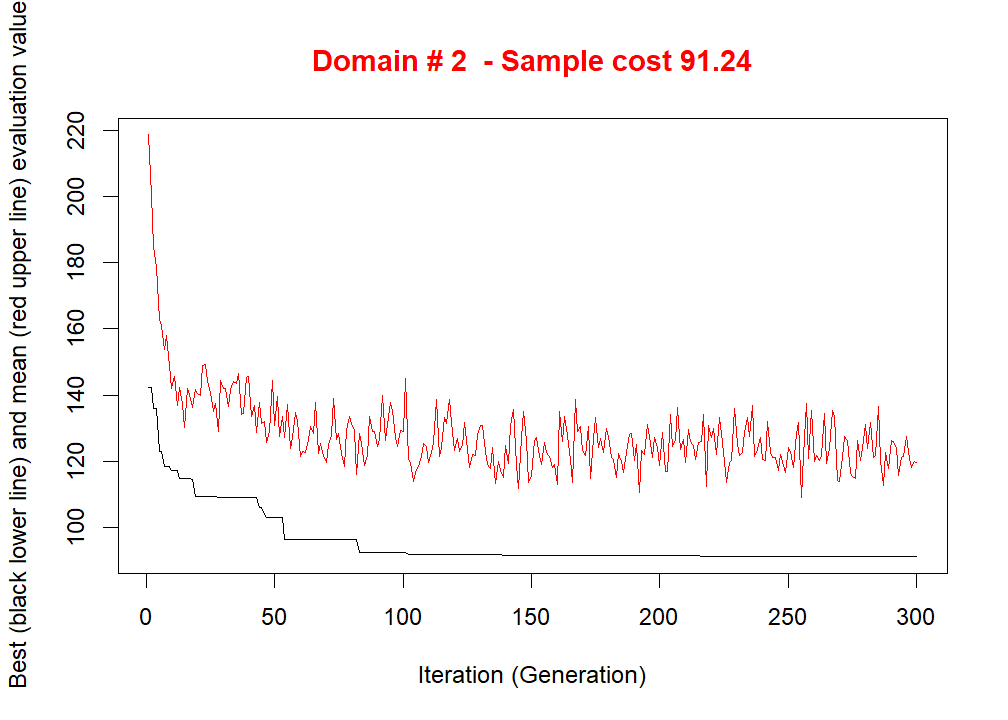 Domain # 2  - Sample cost 91.24
Best (black lower line) and mean (red upper line) evaluation value
220
200
180
160
140
120
100
0 50 100 150 200 250 300
Iteration (Generation)